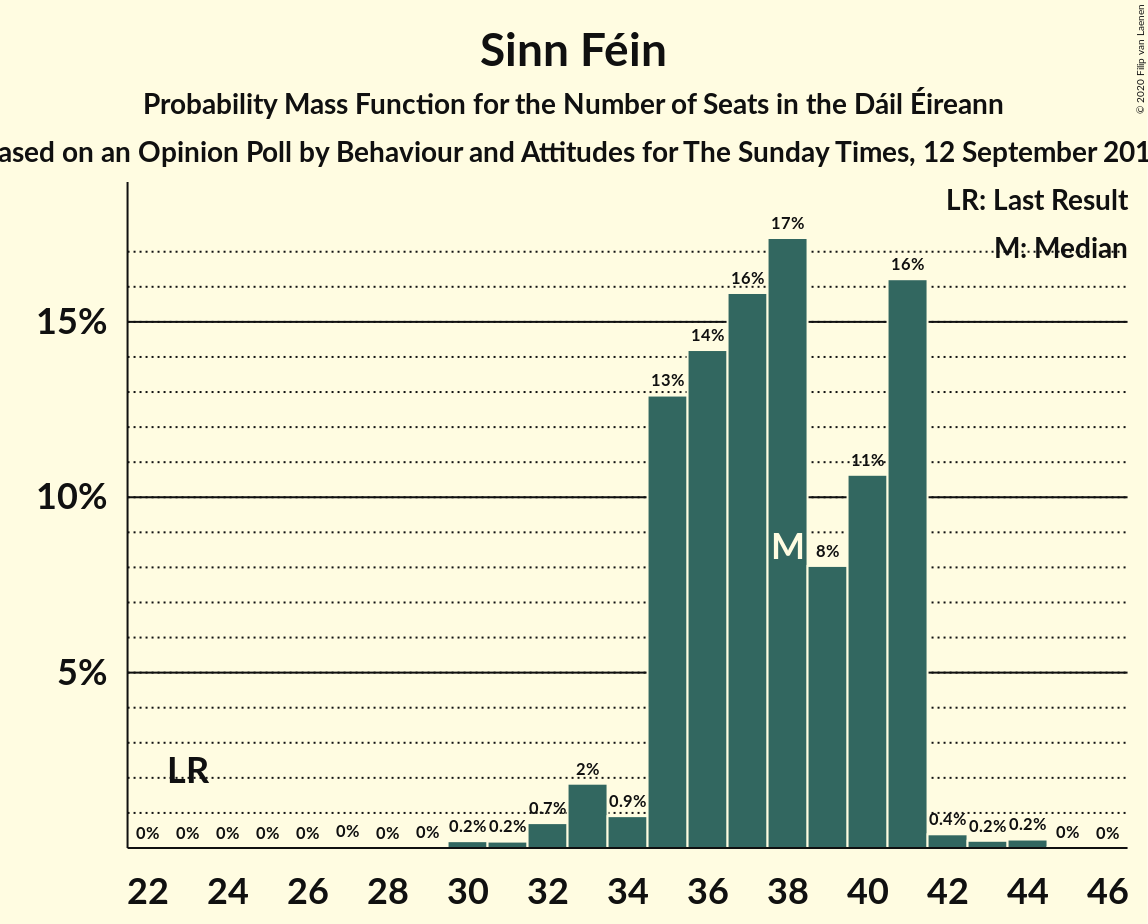 Sinn Féin
Probability Mass Function for the Number of Seats in the Dáil Éireann
ased on an Opinion Poll by Behaviour and Attitudes for The Sunday Times, 12 September 201
© 2020 Filip van Laenen
LR: Last Result
M: Median
15%
10%
5%
LR
M
0% 0% 0% 0% 0% 0% 0% 0% 0.2% 0.2% 0.7% 2% 0.9% 13% 14% 16% 17% 8% 11% 16% 0.4% 0.2% 0.2% 0% 0%
22 24 26 28 30 32 34 36 38 40 42 44 46